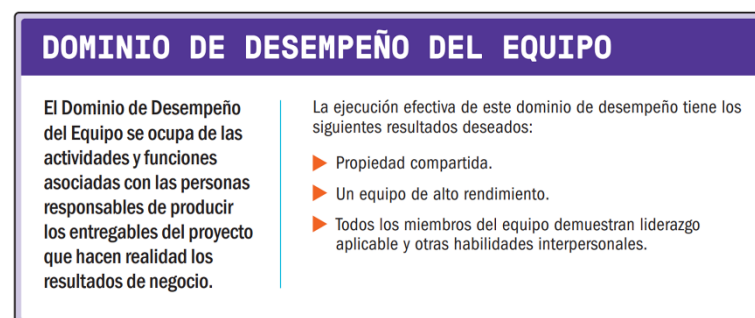 DOMINIO DE DESEMPEÑO DEL EQUIPO
El Dominio de Desempeño
del Equipo se ocupa de las
actividades y funciones
asociadas con las personas
responsables de producir
los entregables del proyecto
que hacen realidad los
resultados de negocio.
La ejecución efectiva de este dominio de desempeño tiene los
siguientes resultados deseados:
Propiedad compartida.
Un equipo de alto rendimiento.
Todos los miembros del equipo demuestran liderazgo
aplicable y otras habilidades interpersonales.